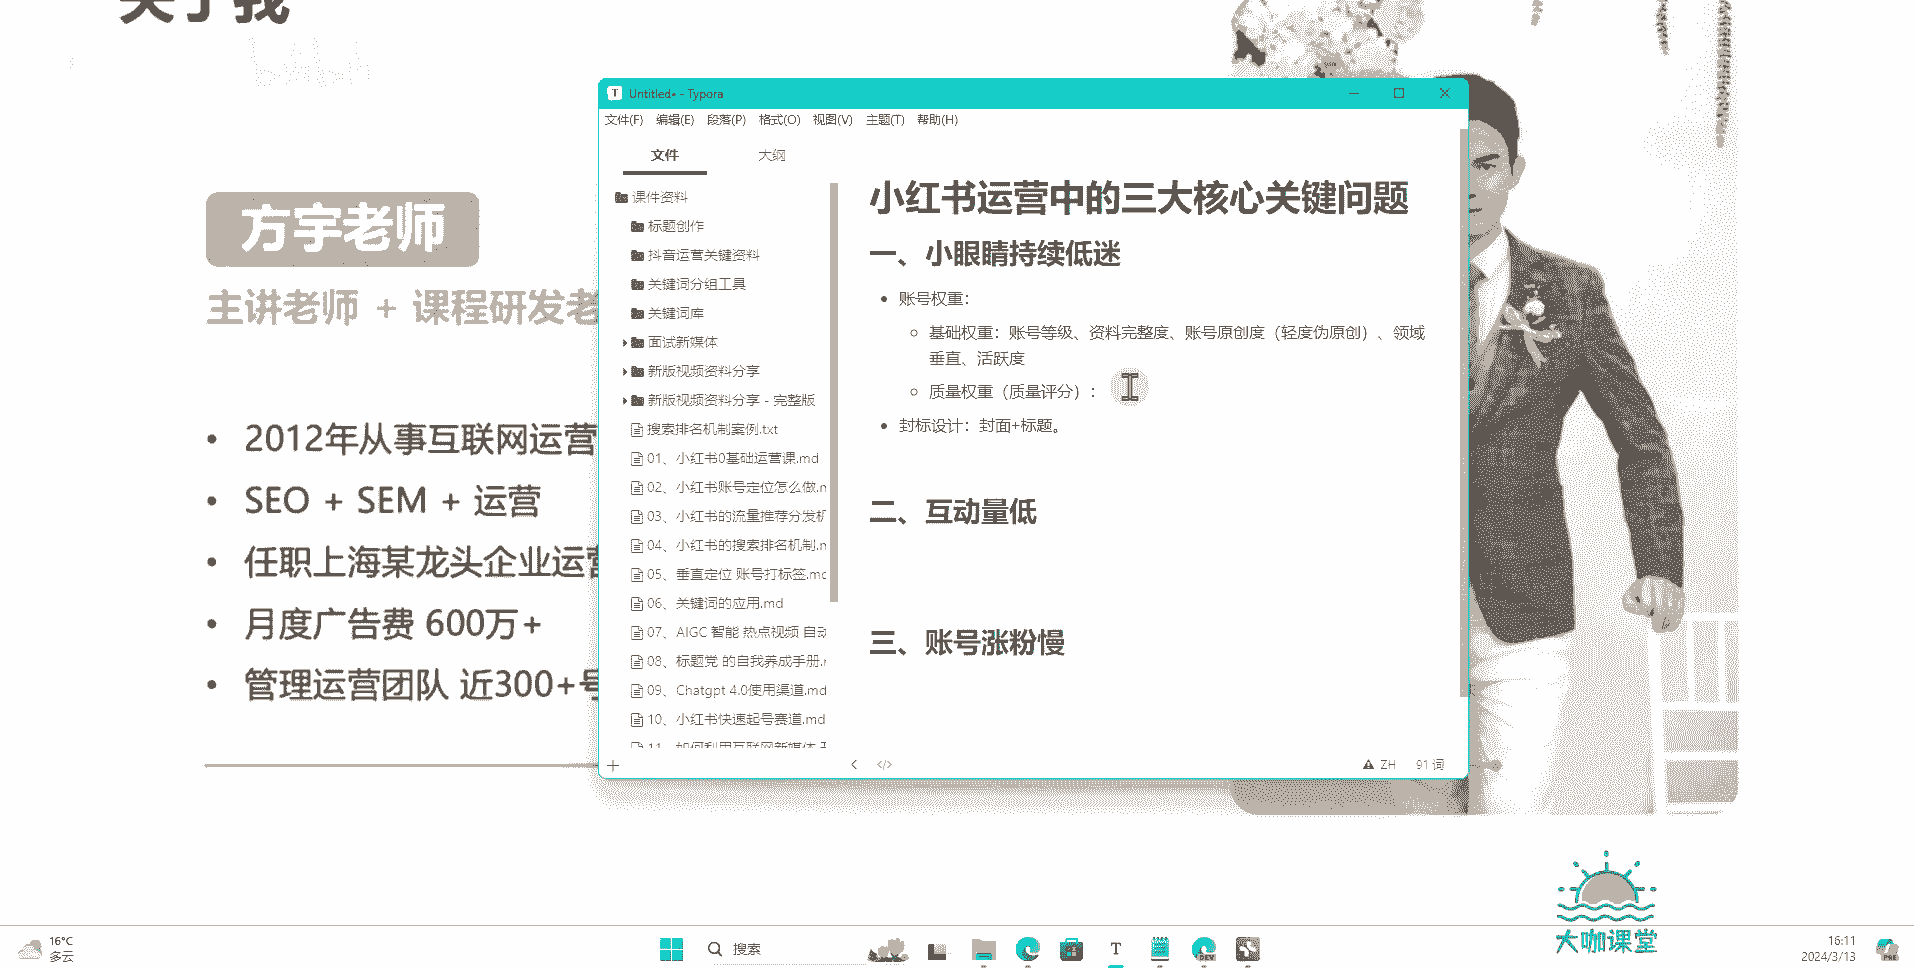 关于我
方宇老师
主讲老师 + 课程研发老
• 2012年从事互联网运营
• SEO + SEM + 运营
• 任职上海某龙头企业运营
• 月度广告费 600万+
• 管理运营团队 近300+号
Untitled• - Typora
文件(F) 编辑(E) 段落(P) 格式(O) 视图(V) 主题(T) 帮助(H)
文件 大纲
课件资料
标题创作
抖音运营关键资料
关键词分组工具
关键词库
面试新媒体
新版视频资料分享
新版视频资料分享 - 完整版
搜索排名机制案例.txt
01、小红书0基础运营课.md
02、小红书账号定位怎么做.m
03、小红书的流量推荐分发机
04、小红书的搜索排名机制.m
05、垂直定位 账号打标签.md
06、关键词的应用.md
07、AIGC 智能 热点视频 自动
08、标题党 的自我养成手册.m
09、Chatgpt 4.0使用渠道.md
10、小红书快速起号赛道.md
11、如何利用互联网新媒体
小红书运营中的三大核心关键问题
一、小眼睛持续低迷
• 账号权重：
基础权重：账号等级、资料完整度、账号原创度（轻度伪原创）、领域
垂直、活跃度
质量权重（质量评分）：
• 封标设计：封面+标题。
二、互动量低
三、账号涨粉慢
ZH 91 词
大咖课堂
16°C
多云
搜索
T
DEV
16:11
2024/3/13
PRE